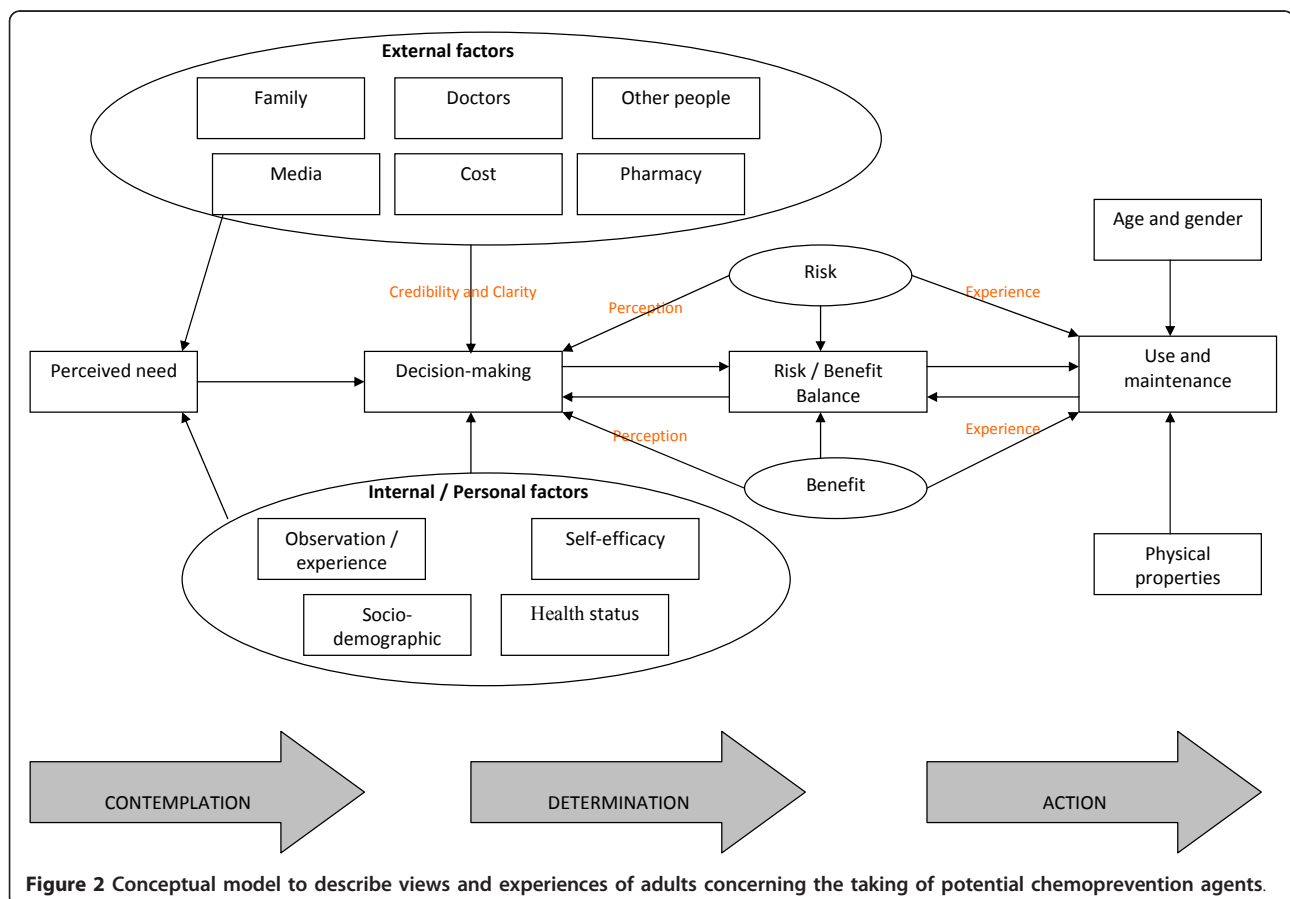 External factors
Family
Doctors
Other people
Media
Cost
Pharmacy
Age and gender
Risk
Credibility and Clarity
Perception
Experience
Perceived need
Decision-making
Risk / Benefit
Balance
Use and
maintenance
Perception
Experience
Benefit
Internal / Personal factors
Observation /
experience
Self-efficacy
Socio-
demographic
Health status
Physical
properties
CONTEMPLATION
DETERMINATION
ACTION
Figure 2 Conceptual model to describe views and experiences of adults concerning the taking of potential chemoprevention agents.